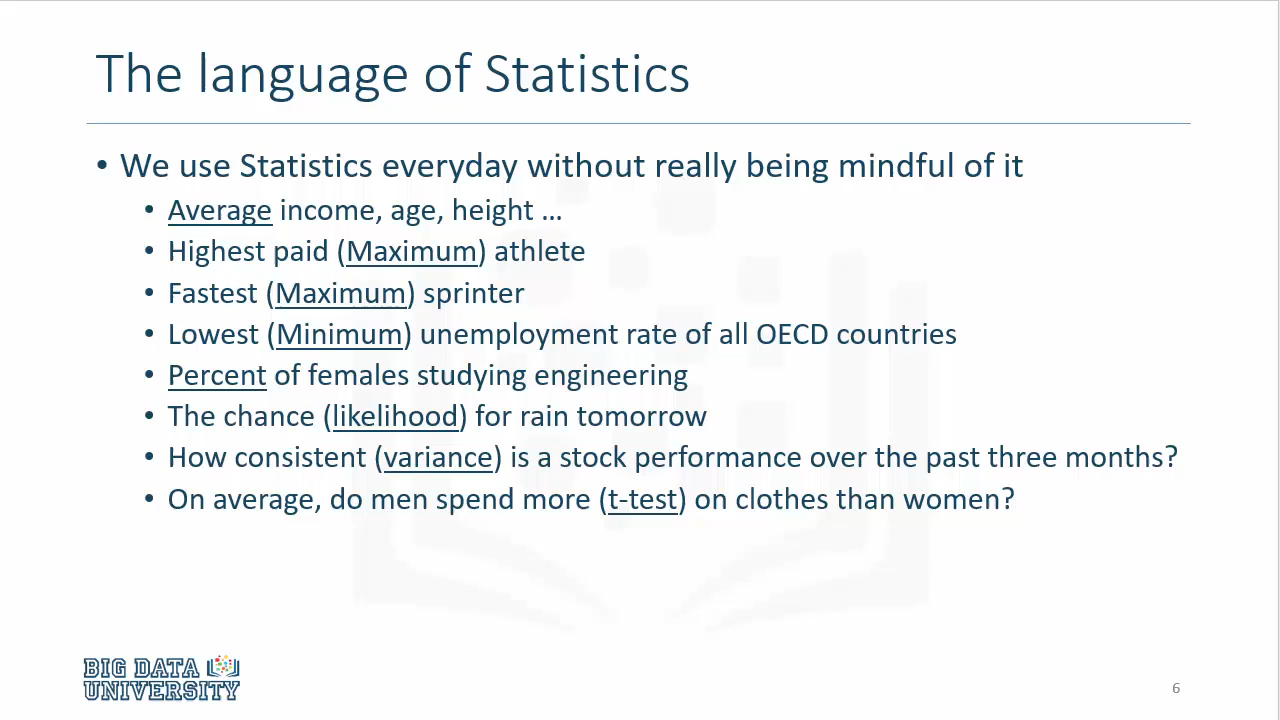 The language of Statistics
• We use Statistics everyday without really being mindful of it
• Average income, age, height …
• Highest paid (Maximum) athlete
• Fastest (Maximum) sprinter
• Lowest (Minimum) unemployment rate of all OECD countries
• Percent of females studying engineering
• The chance (likelihood) for rain tomorrow
• How consistent (variance) is a stock performance over the past three months?
• On average, do men spend more (t-test) on clothes than women?
BIG DATA
UNIVERSITY
6